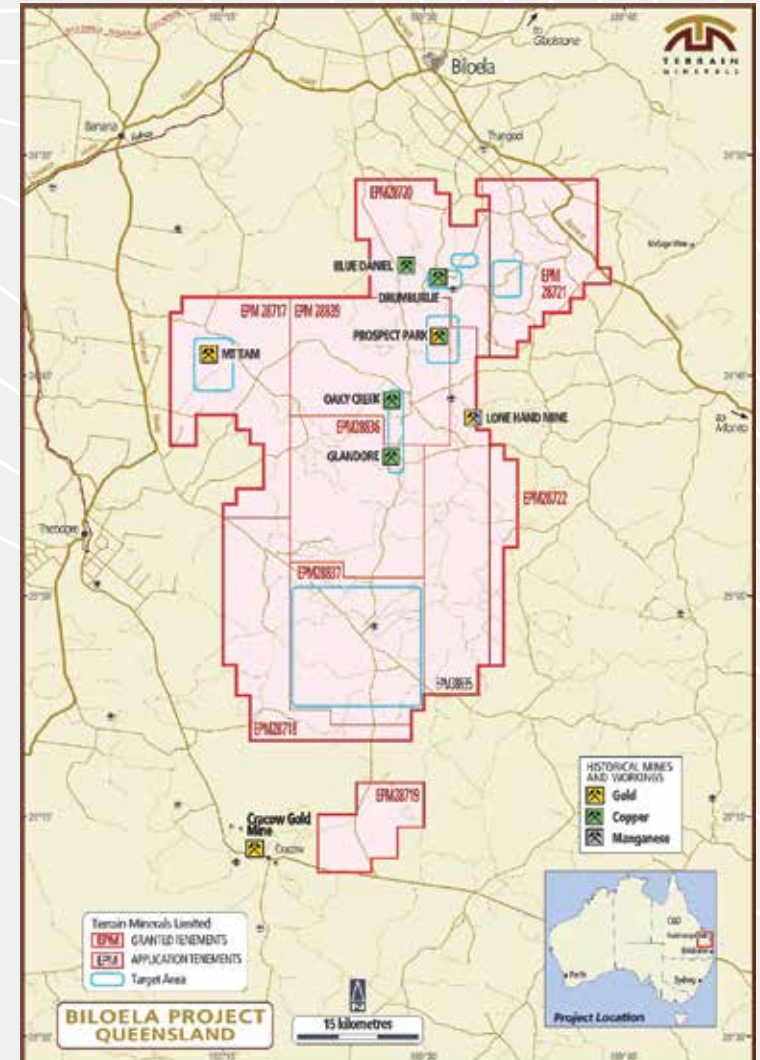 to
Gladstone
TERRAIN
MINERALS
Biloela
Banana
Thangool
EPM28720
BLUE DANIEL
EPM
28721
DRUMBURLE
EPM 28717
EPM 28839
PROSPECT PARK
MT TAM
OAKY CREEK
LONE HAND MINE
EPM28836
to
GLANDORE
EPM28722
Theodore
EPM28837
EPM28835
EPM28718
EPM28719
HISTORICAL MINES
AND WORKINGS
Gold
Copper
Manganese
Cracow Gold
Mine
Cracow
Terrain Minerals Limited
EPM GRANTED TENEMENTS
EPM APPLICATION TENEMENTS
Target Area
QLD
Brisbane
Perth
Sydney
Project Location
BILOELA PROJECT
QUEENSLAND
N
15 kilometres